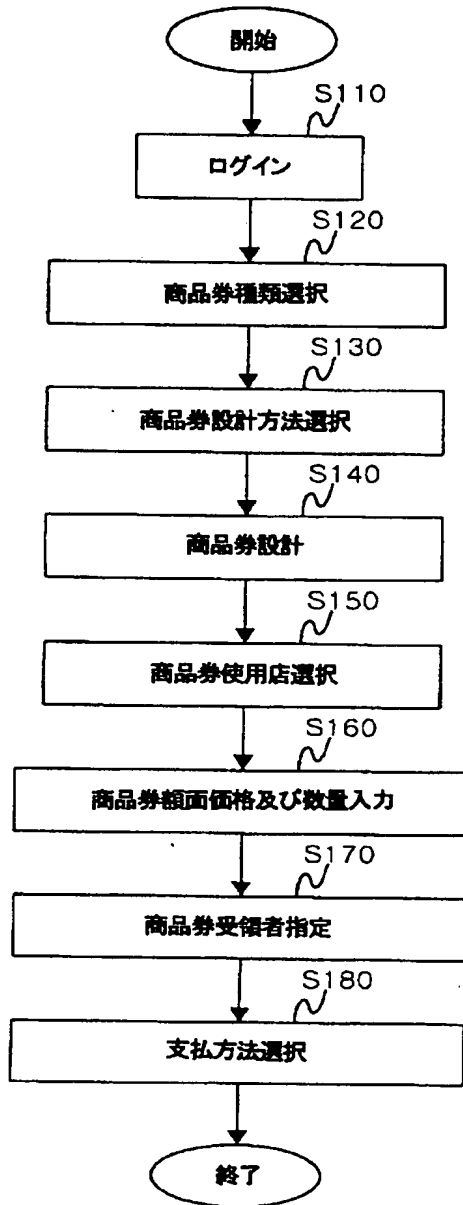 開始
S110
ログイン
S120
商品券種類選択
S130
商品券設計方法選択
S140
商品券設計
S150
商品券使用店選択
S160
商品券額面価格及び数量入力
S170
商品券受領者指定
S180
支払方法選択
終了